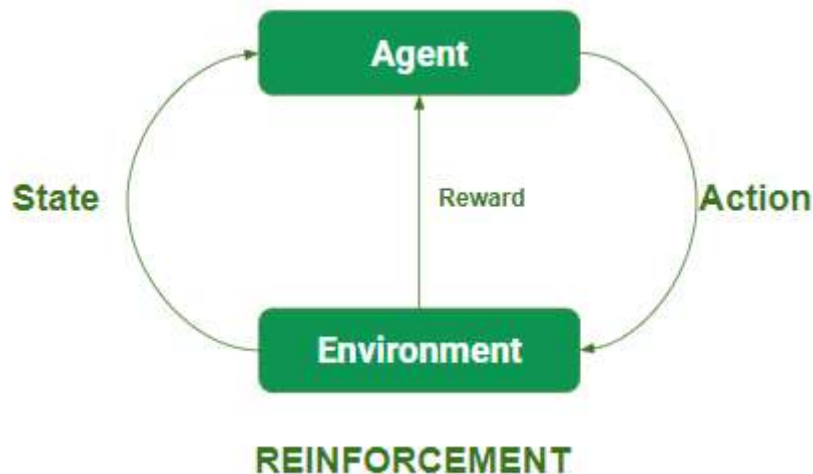 Agent
State
Reward
Action
Environment
REINFORCEMENT